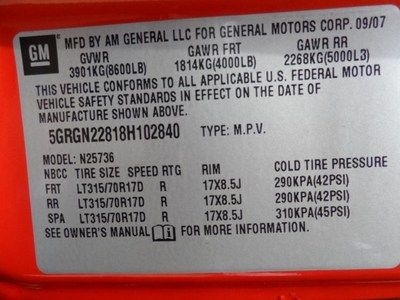 GM
MFD BY AM GENERAL LLC FOR GENERAL MOTORS CORP. 09/07
GVWR GAWR FRT GAWR RR
3901KG(8600LB) 1814KG(4000LB) 2268KG(5000LB)
THIS VEHICLE CONFORMS TO ALL APPLICABLE U.S. FEDERAL MOTOR
VEHICLE SAFETY STANDARDS IN EFFECT ON THE DATE OF
MANUFACTURE SHOWN ABOVE.
5GRGN22818H102840 TYPE: M.P.V.
MODEL: N25736
NBCC TIRE SIZE SPEED RTG RIM COLD TIRE PRESSURE
FRT LT315/70R17D R 17X8.5J 290KPA(42PSI)
RR LT315/70R17D R 17X8.5J 290KPA(42PSI)
SPA LT315/70R17D R 17X8.5J 310KPA(45PSI)
SEE OWNER'S MANUAL FOR MORE INFORMATION.